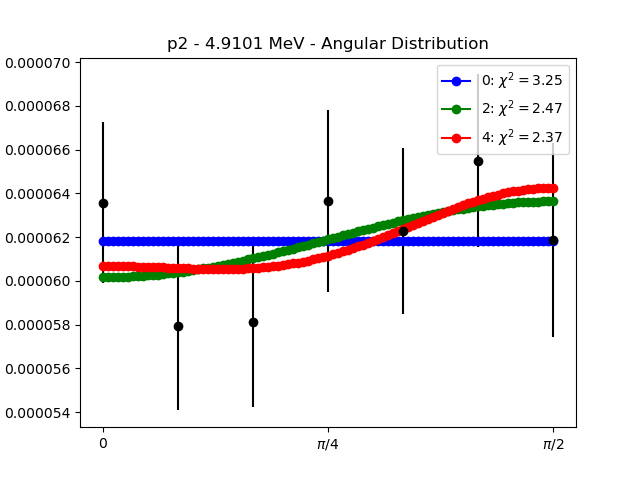 p2 - 4.9101 MeV - Angular Distribution
0.000070
0.000068
0.000066
0.000064
0.000062
0.000060
0.000058
0.000056
0.000054
0: χ² = 3.25
2: χ² = 2.47
4: χ² = 2.37
0
π/4
π/2